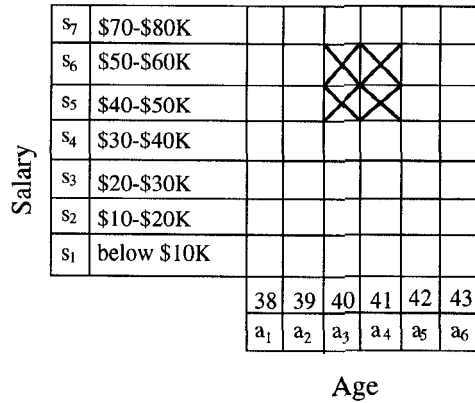 s7 $70-$80K
s6 $50-$60K
s5 $40-$50K
s4 $30-$40K
s3 $20-$30K
s2 $10-$20K
s1 below $10K
Salary
38 39 40 41 42 43
a1 a2 a3 a4 a5 a6
Age